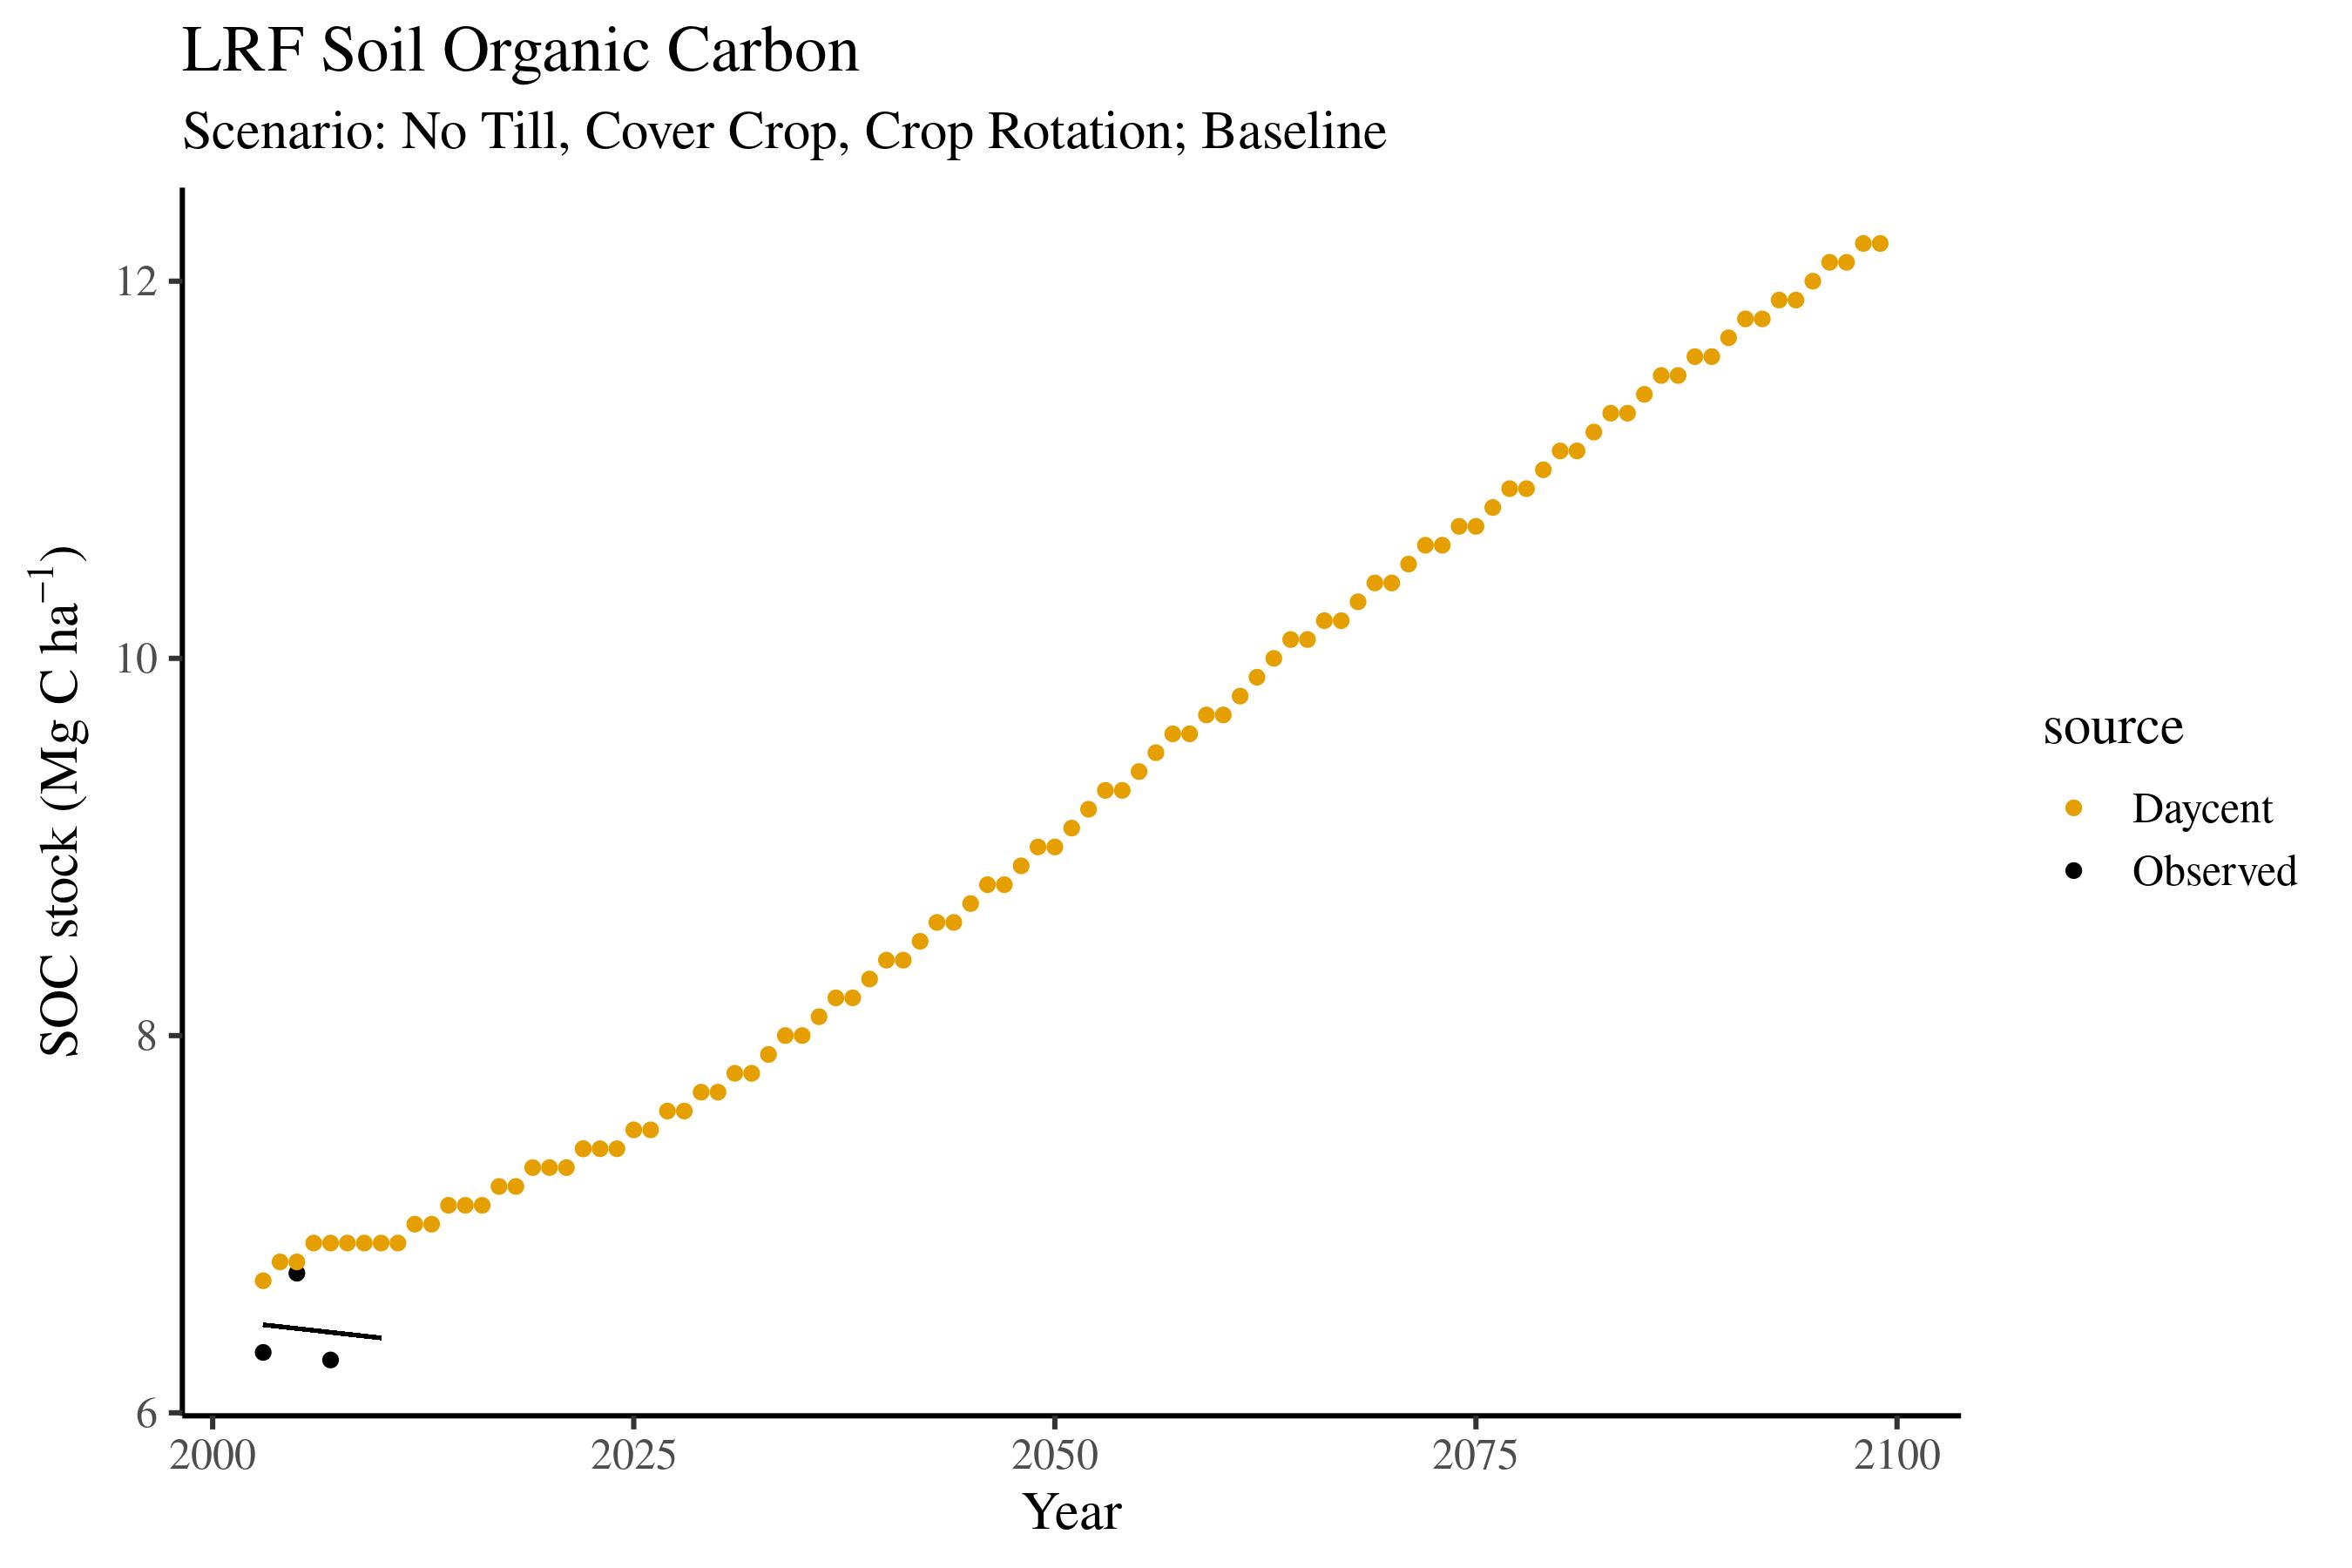 LRF Soil Organic Carbon
Scenario: No Till, Cover Crop, Crop Rotation; Baseline
SOC stock (Mg C ha⁻¹)
12
10
8
6
2000
2025
2050
2075
2100
Year
source
Daycent
Observed